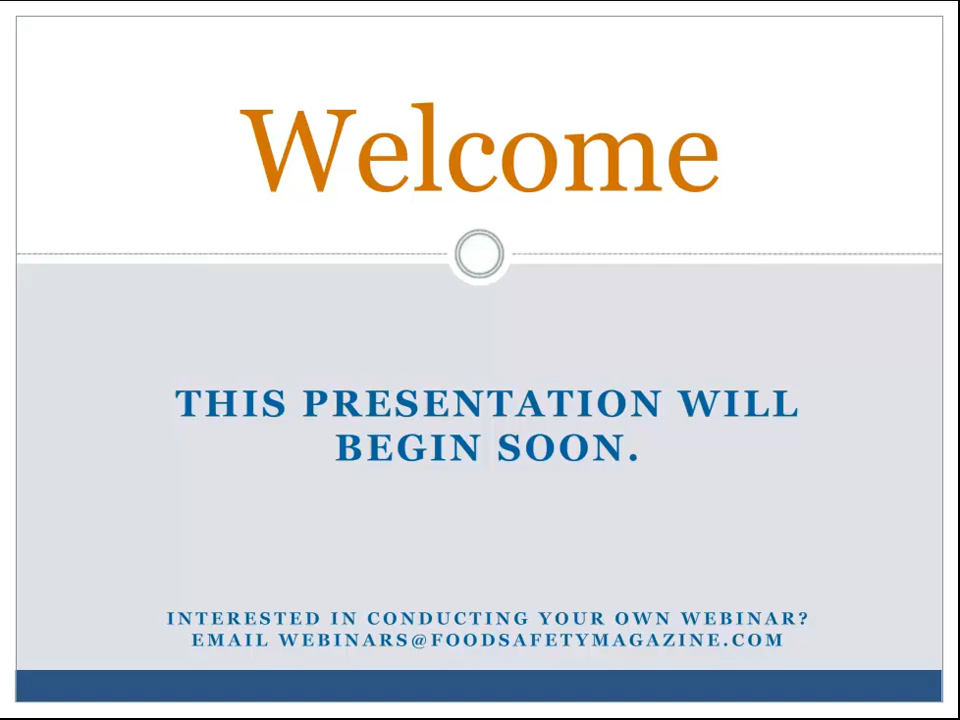 Welcome
THIS PRESENTATION WILL
BEGIN SOON.
INTERESTED IN CONDUCTING YOUR OWN WEBINAR?
EMAIL WEBINARS@FOODSAFETYMAGAZINE.COM